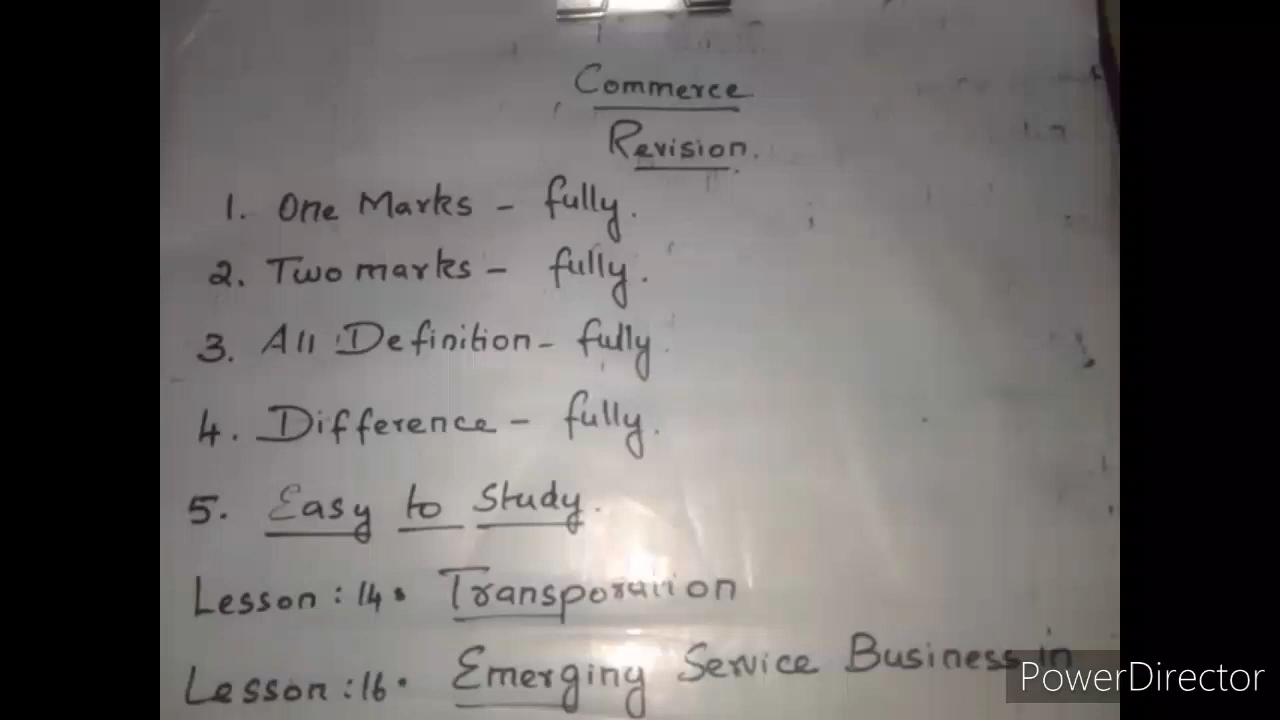 Commerce
Revision.
1. One Marks - fully.
2. Two marks - fully.
3. All Definition - fully.
4. Difference - fully.
5. Easy to Study.
Lesson : 14. Transporation
Lesson : 16. Emerging Service Business in
PowerDirector